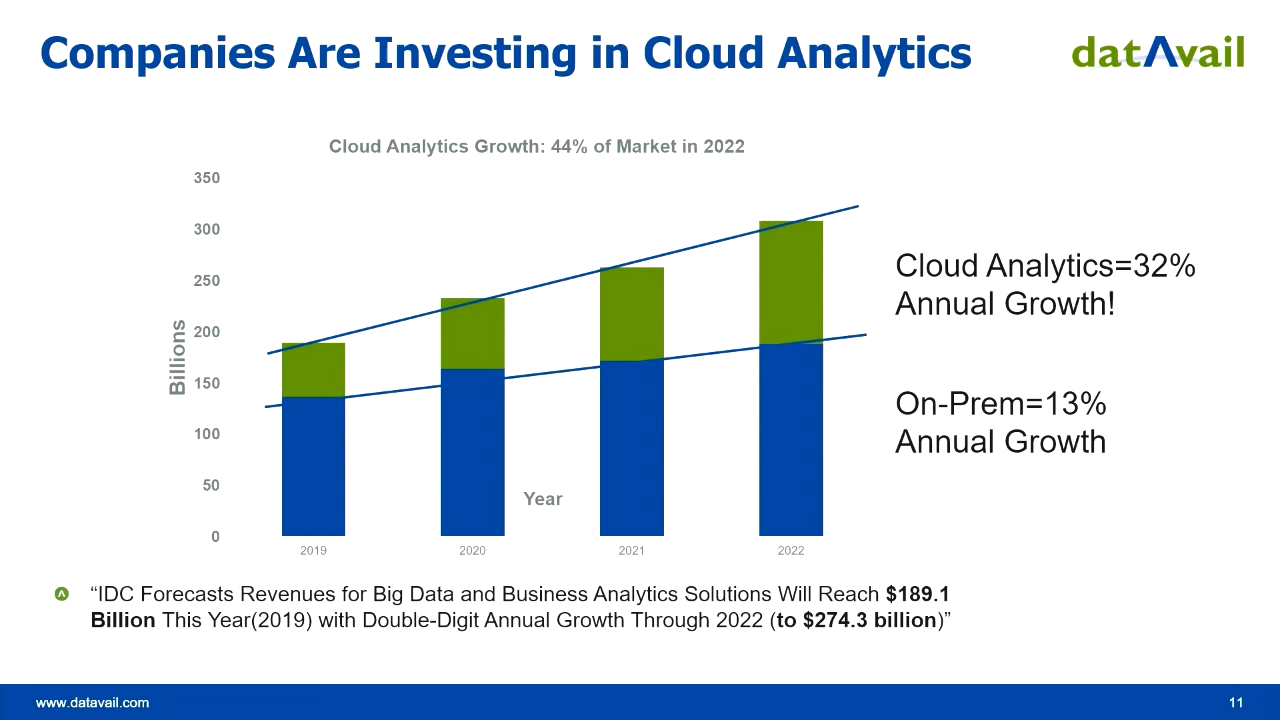 Companies Are Investing in Cloud Analytics
datAvail
Cloud Analytics Growth: 44% of Market in 2022
350
300
250
200
150
100
50
0
Billions
Year
2019
2020
2021
2022
Cloud Analytics=32%
Annual Growth!
On-Prem=13%
Annual Growth
“IDC Forecasts Revenues for Big Data and Business Analytics Solutions Will Reach $189.1
Billion This Year(2019) with Double-Digit Annual Growth Through 2022 (to $274.3 billion)”
www.datavail.com
11